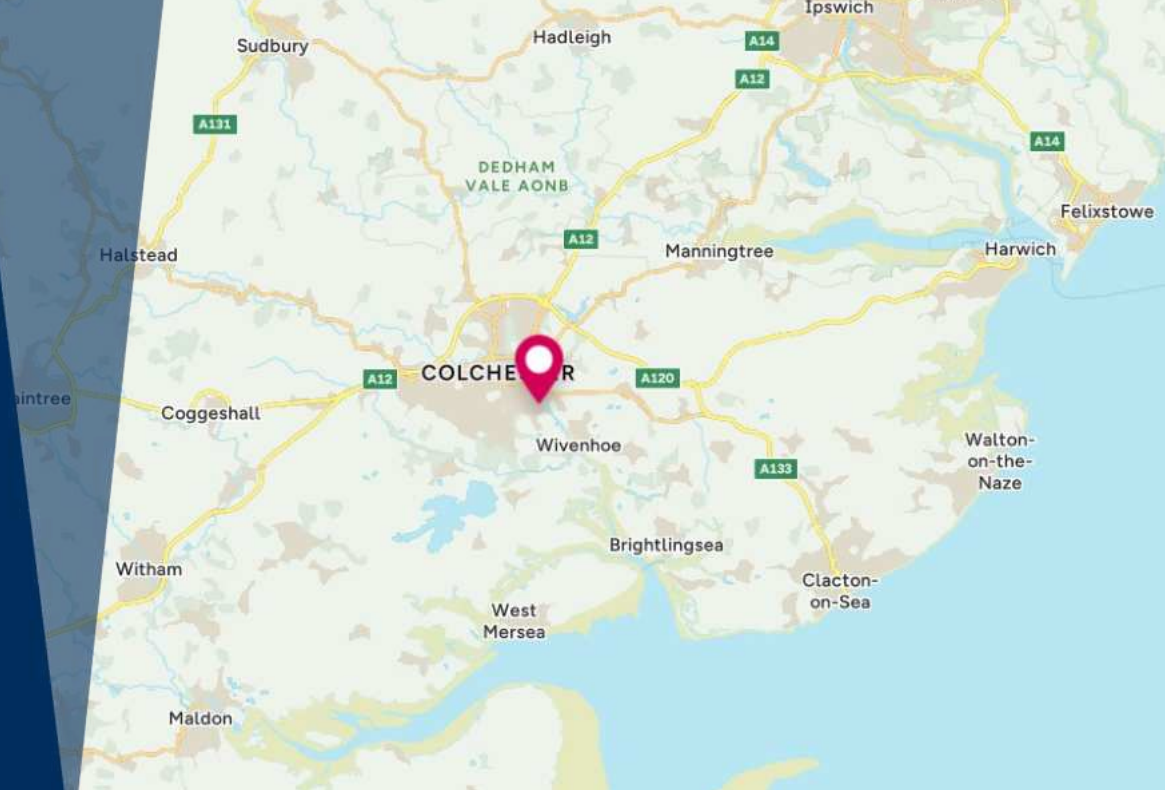 Ipswich
Sudbury
Hadleigh
A14
A12
A131
A14
DEDHAM
VALE AONB
Felixstowe
A12
Manningtree
Harwich
Halstead
A12
A120
Coggeshall
Wivenhoe
Walton-
on-the-
Naze
A133
Brightlingsea
Witham
Clacton-
on-Sea
West
Mersea
Maldon